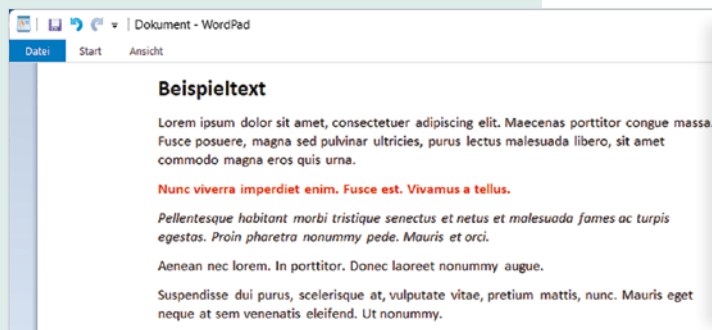 Dokument - WordPad
Datei Start Ansicht
Beispieltext
Lorem ipsum dolor sit amet, consectetuer adipiscing elit. Maecenas porttitor congue massa.
Fusce posuere, magna sed pulvinar ultricies, purus lectus malesuada libero, sit amet
commodo magna eros quis urna.
Nunc viverra imperdiet enim. Fusce est. Vivamus a tellus.
Pellentesque habitant morbi tristique senectus et netus et malesuada fames ac turpis
egestas. Proin pharetra nonummy pede. Mauris et orci.
Aenean nec lorem. In porttitor. Donec laoreet nonummy augue.
Suspendisse dui purus, scelerisque at, vulputate vitae, pretium mattis, nunc. Mauris eget
neque at sem venenatis eleifend. Ut nonummy.